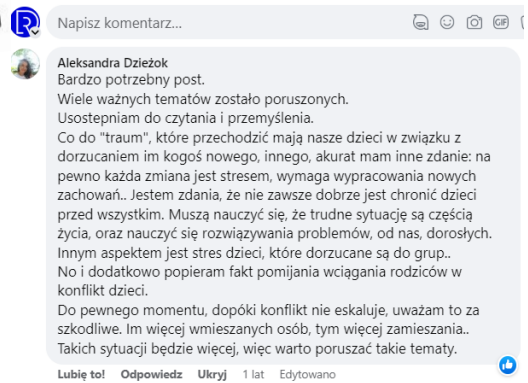 Napisz komentarz...
GIF
Aleksandra Dzieżok
Bardzo potrzebny post.
Wiele ważnych tematów zostało poruszonych.
Usostepniam do czytania i przemyślenia.
Co do "traum", które przechodzić mają nasze dzieci w związku z
dorzucaniem im kogoś nowego, innego, akurat mam inne zdanie: na
pewno każda zmiana jest stresem, wymaga wypracowania nowych
zachowań.. Jestem zdania, że nie zawsze dobrze jest chronić dzieci
przed wszystkim. Muszą nauczyć się, że trudne sytuację są częścią
życia, oraz nauczyć się rozwiązywania problemów, od nas, dorosłych.
Innym aspektem jest stres dzieci, które dorzucane są do grup..
No i dodatkowo popieram fakt pomijania wciągania rodziców w
konflikt dzieci.
Do pewnego momentu, dopóki konflikt nie eskaluje, uważam to za
szkodliwe. Im więcej wmieszanych osób, tym więcej zamieszania..
Takich sytuacji będzie więcej, więc warto poruszać takie tematy.
Lubię to! Odpowiedz Ukryj 1 lat Edytowano